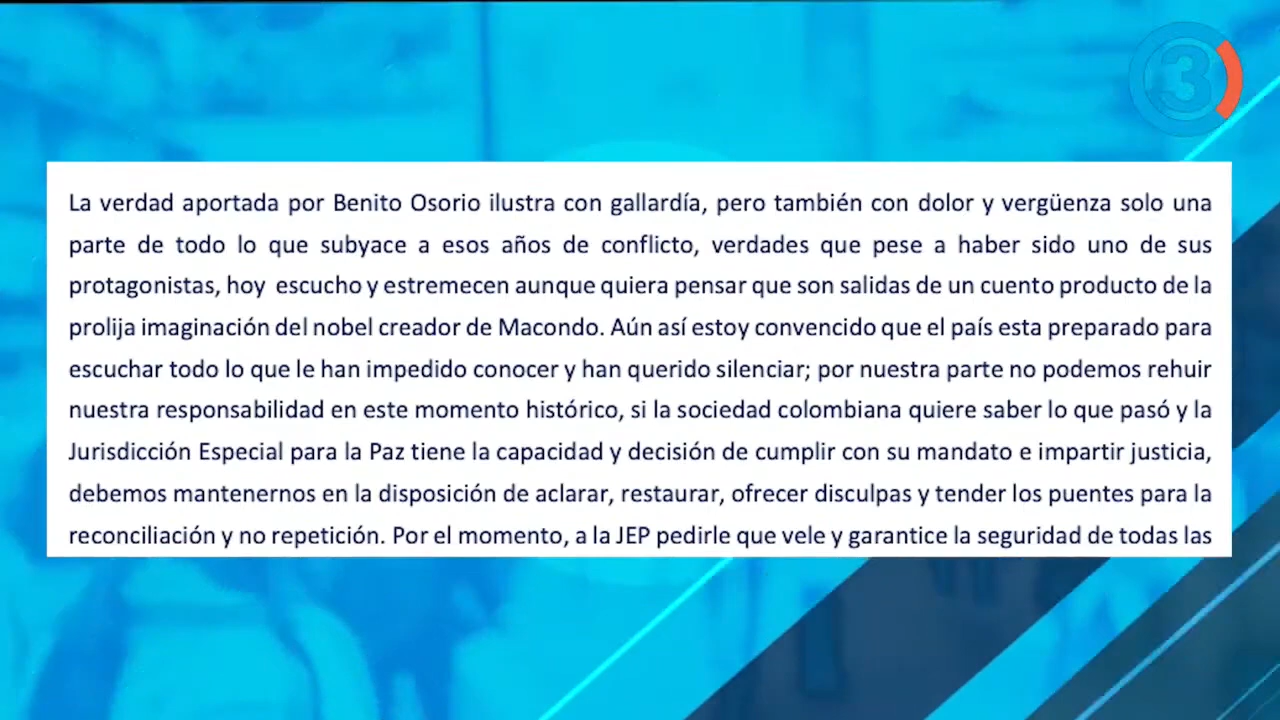 3
La verdad aportada por Benito Osorio ilustra con gallardía, pero también con dolor y vergüenza solo una
parte de todo lo que subyace a esos años de conflicto, verdades que pese a haber sido uno de sus
protagonistas, hoy escucho y estremecen aunque quiera pensar que son salidas de un cuento producto de la
prolija imaginación del nobel creador de Macondo. Aún así estoy convencido que el país esta preparado para
escuchar todo lo que le han impedido conocer y han querido silenciar; por nuestra parte no podemos rehuir
nuestra responsabilidad en este momento histórico, si la sociedad colombiana quiere saber lo que pasó y la
Jurisdicción Especial para la Paz tiene la capacidad y decisión de cumplir con su mandato e impartir justicia,
debemos mantenernos en la disposición de aclarar, restaurar, ofrecer disculpas y tender los puentes para la
reconciliación y no repetición. Por el momento, a la JEP pedirle que vele y garantice la seguridad de todas las